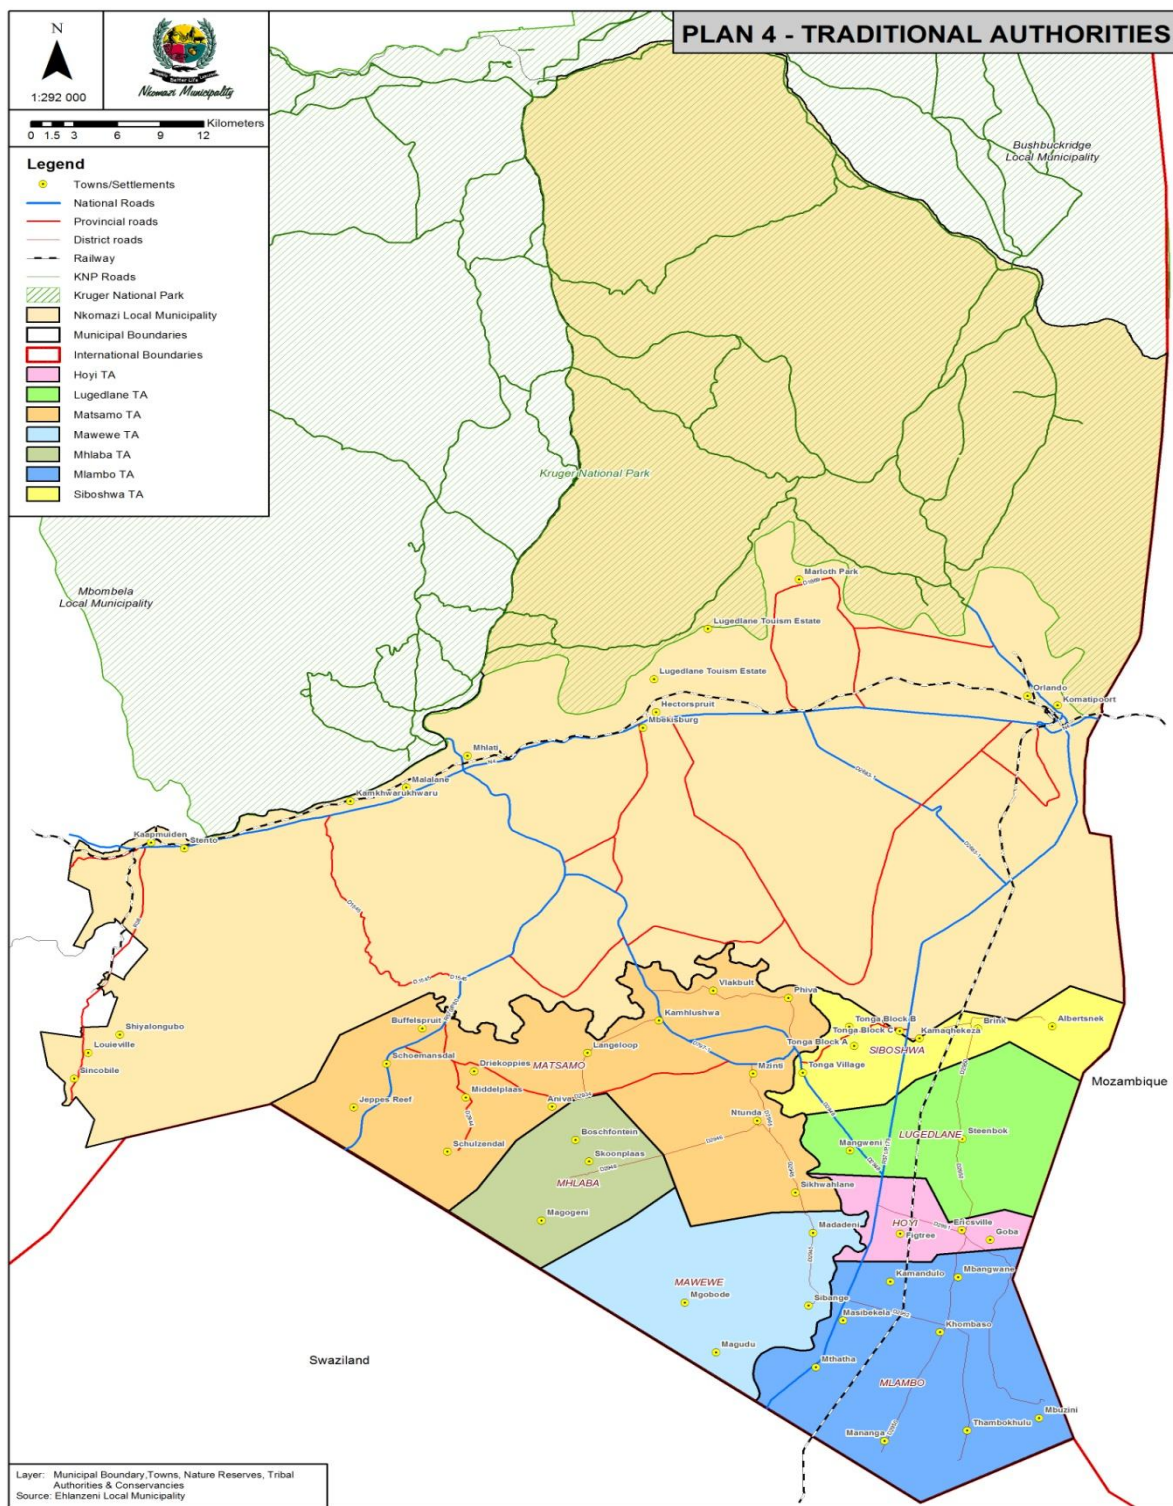 PLAN 4 - TRADITIONAL AUTHORITIES
N
1:292 000
Better Life
Nkomazi Municipality
Kilometers
0 1.5 3 6 9 12
Legend
Towns/Settlements
National Roads
Provincial roads
District roads
Railway
KNP Roads
Kruger National Park
Nkomazi Local Municipality
Municipal Boundaries
International Boundaries
Hoyi TA
Lugedlane TA
Matsamo TA
Mawewe TA
Mhlaba TA
Mlambo TA
Siboshwa TA
Bushbuckridge
Local Municipality
Kruger National Park
Mbombela
Local Municipality
Marloth Park
Lugedlane Touism Estate
Lugedlane Touism Estate
Orlando
Komatipoort
Hectorspruit
Mbekisburg
Mhlati
Malalane
Kamkhwarukhwaru
Kaapmuiden
Stento
Vlakbult
Phiva
Buffelspruit
Kamhlushwa
Tonga Block B
Tonga Block C
Kamaqhekeza
Brink
Albertsnek
Shiyalongubo
Louieville
Sincobile
Schoemansdal
Driekoppies
Langeloop
MATSAMO
Tonga Block A
SIBOSHWA
Mzinti
Tonga Village
Mozambique
Jeppes Reef
Middelplaas
Aniva
Ntunda
Boschfontein
Schulzendal
Skoonplaas
LUGEDLANE
Steenbok
Mangweni
MHLABA
Sikhwahlane
Magogeni
Madadeni
HOYI
Figtree
Ericsville
Goba
MAWEWE
Mgobode
Sibange
Kamandulo
Mbangwane
Masibekela
Khombaso
Magudu
Mthatha
Swaziland
MLAMBO
Mananga
Thambokhulu
Mbuzini
Layer: Municipal Boundary,Towns, Nature Reserves, Tribal
Authorities & Conservancies
Source: Ehlanzeni Local Municipality